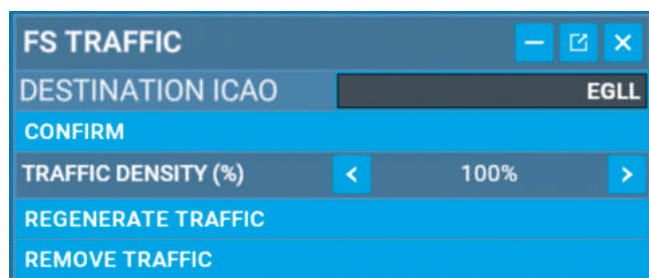 FS TRAFFIC
DESTINATION ICAO EGLL
CONFIRM
TRAFFIC DENSITY (%) < 100% >
REGENERATE TRAFFIC
REMOVE TRAFFIC